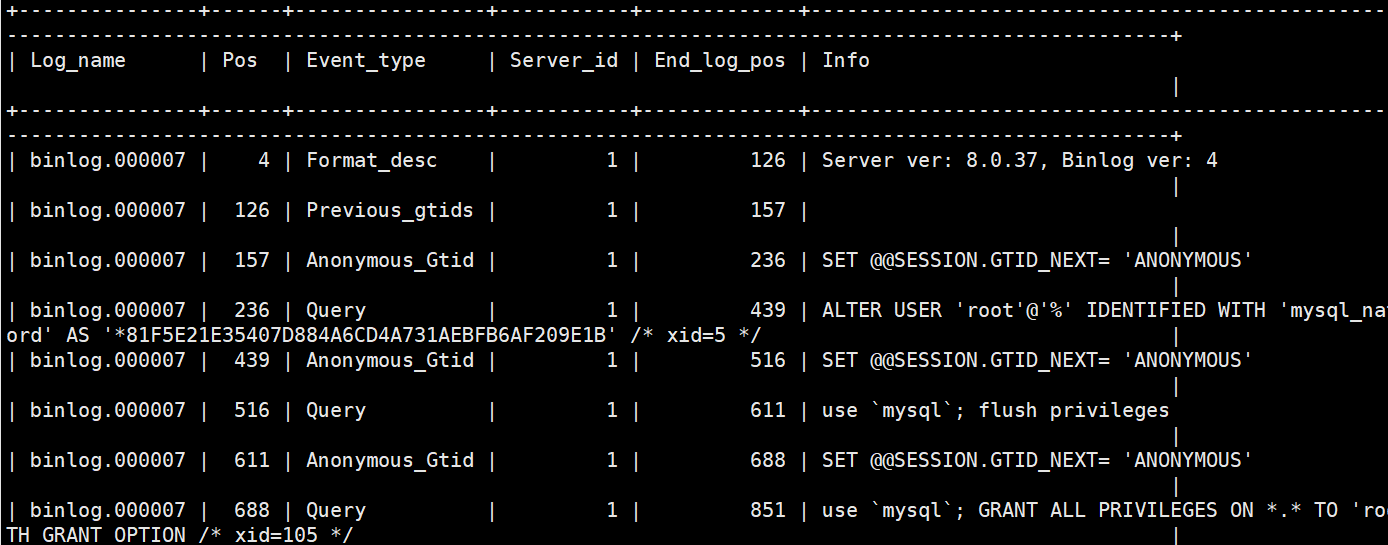 +---------------+------+----------------+-----------+-------------+------------------------------------------------
-------------------------------------------------------------------------------------------------+
| Log_name      | Pos  | Event_type     | Server_id | End_log_pos | Info
|
+---------------+------+----------------+-----------+-------------+------------------------------------------------
-------------------------------------------------------------------------------------------------+
| binlog.000007 |    4 | Format_desc    |         1 |         126 | Server ver: 8.0.37, Binlog ver: 4
|
| binlog.000007 |  126 | Previous_gtids |         1 |         157 |
|
| binlog.000007 |  157 | Anonymous_Gtid |         1 |         236 | SET @@SESSION.GTID_NEXT= 'ANONYMOUS'
|
| binlog.000007 |  236 | Query          |         1 |         439 | ALTER USER 'root'@'%' IDENTIFIED WITH 'mysql_nat
ord' AS '*81F5E21E35407D884A6CD4A731AEBFB6AF209E1B' /* xid=5 */ |
| binlog.000007 |  439 | Anonymous_Gtid |         1 |         516 | SET @@SESSION.GTID_NEXT= 'ANONYMOUS'
|
| binlog.000007 |  516 | Query          |         1 |         611 | use `mysql`; flush privileges
|
| binlog.000007 |  611 | Anonymous_Gtid |         1 |         688 | SET @@SESSION.GTID_NEXT= 'ANONYMOUS'
|
| binlog.000007 |  688 | Query          |         1 |         851 | use `mysql`; GRANT ALL PRIVILEGES ON *.* TO 'roo
TH GRANT OPTION /* xid=105 */ |